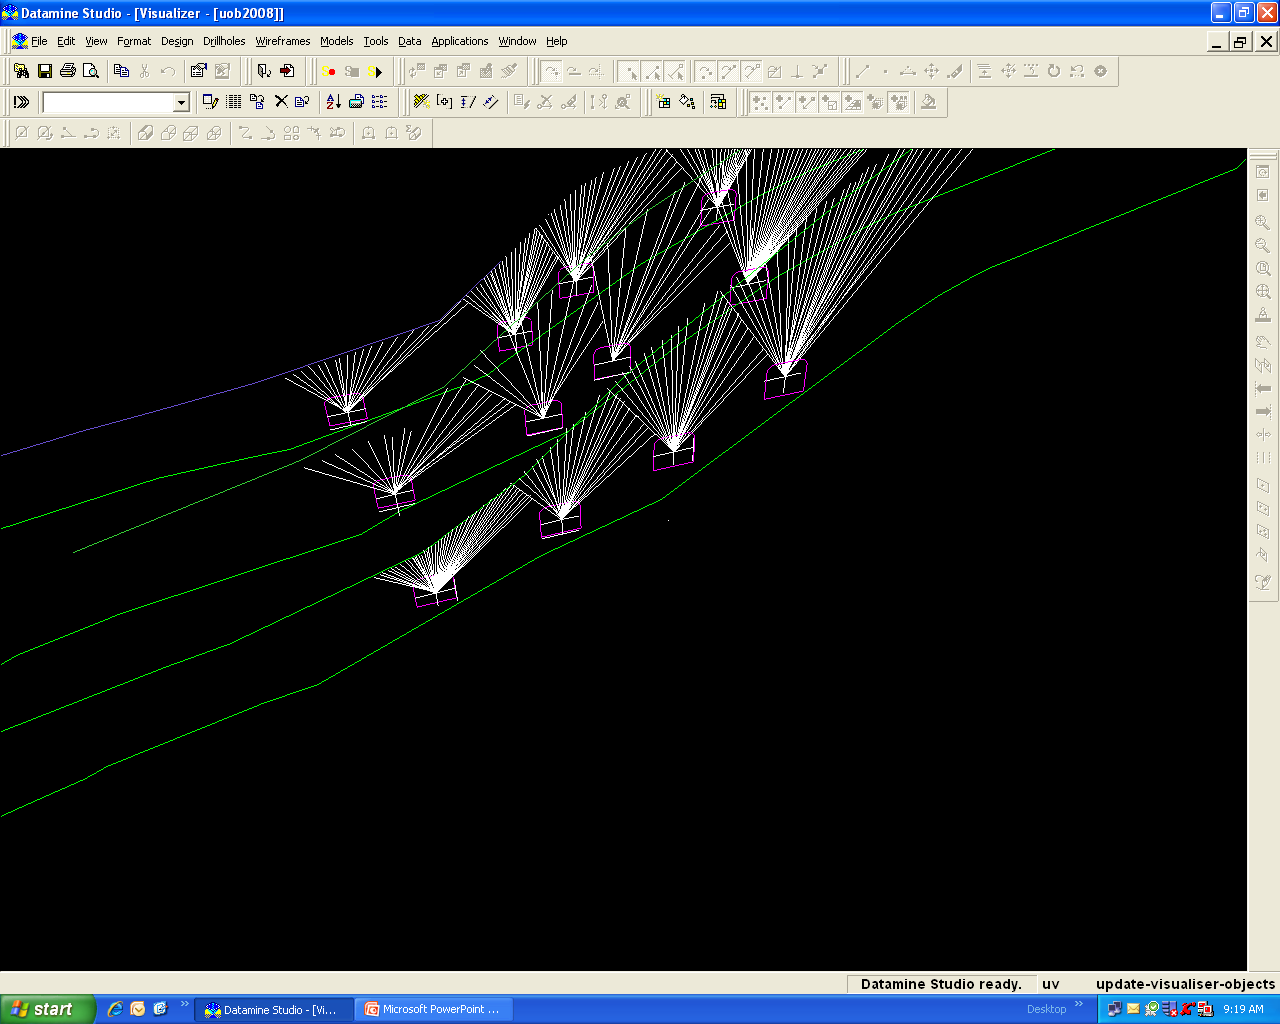 Datamine Studio - [Visualizer - [uob2008]]
File Edit View Format Design Drillholes Wireframes Models Tools Data Applications Window Help
Datamine Studio ready. uv update-visualiser-objects
start Datamine Studio - [Vi... Microsoft PowerPoint ... Desktop 9:19 AM